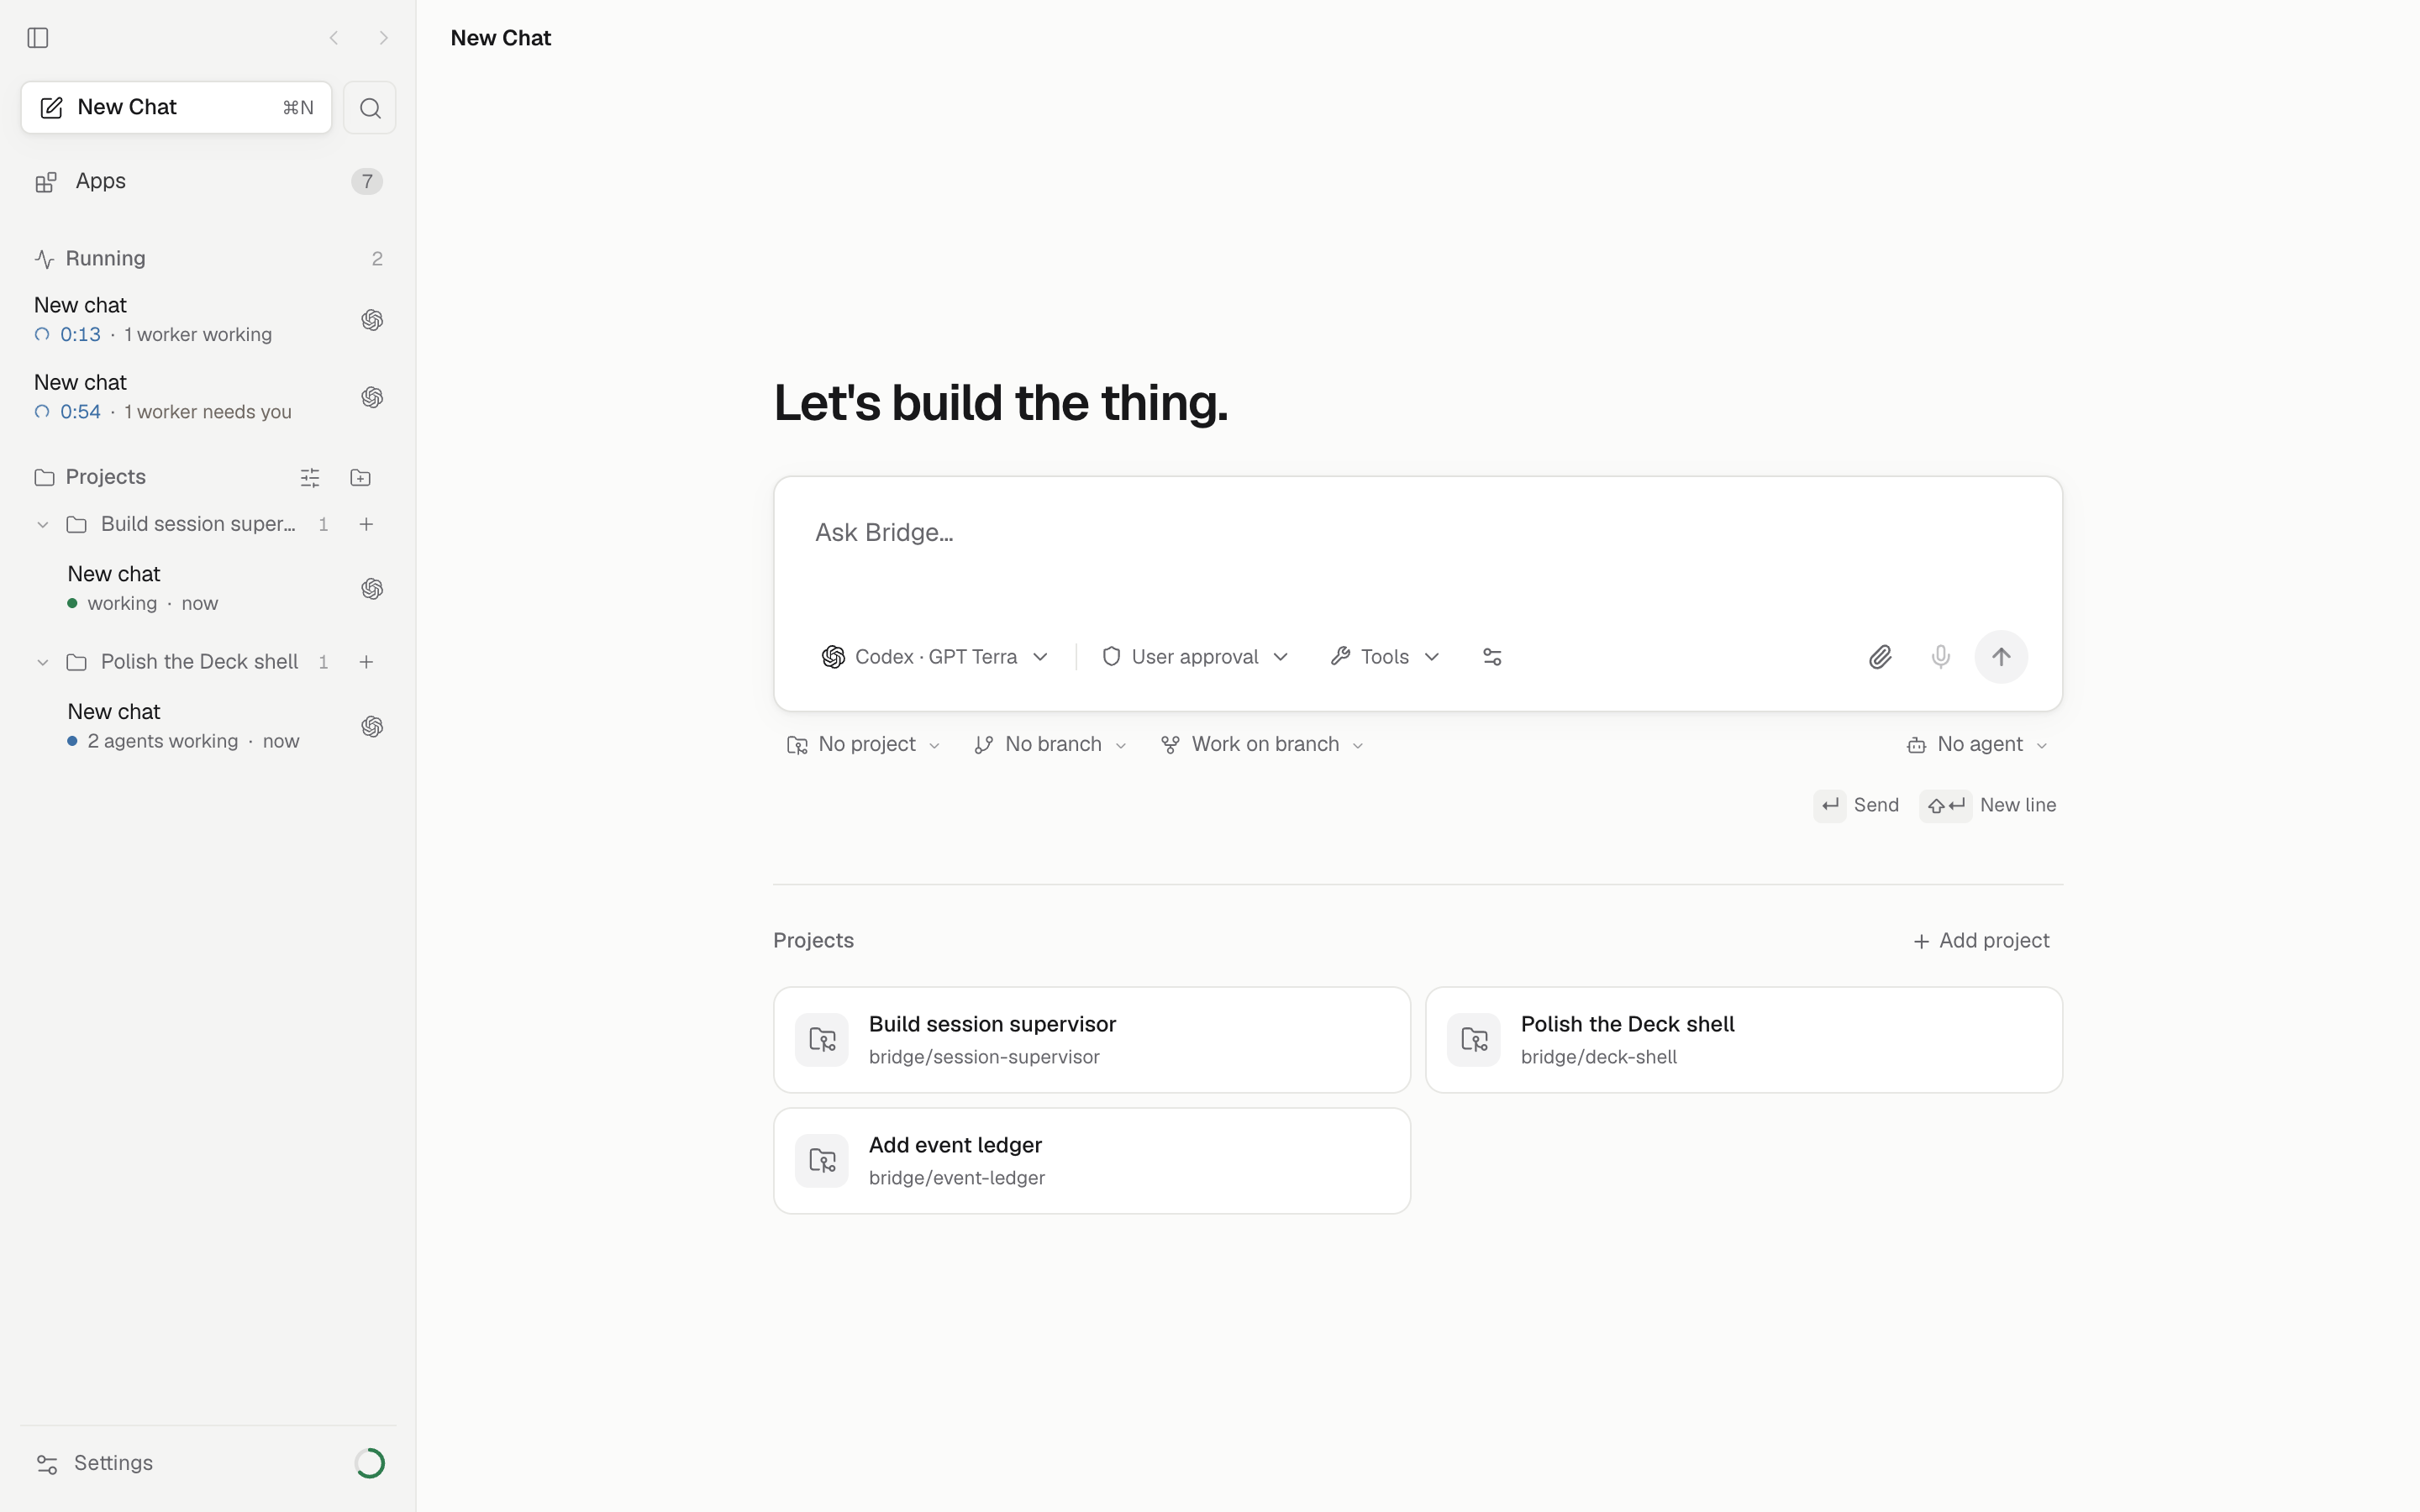 New Chat
New Chat ⌘N
Apps 7
Running 2
New chat
0:13 · 1 worker working
New chat
0:54 · 1 worker needs you
Projects
Build session super... 1
New chat
working · now
Polish the Deck shell 1
New chat
2 agents working · now
Settings
Let's build the thing.
Ask Bridge...
Codex · GPT Terra
User approval
Tools
No project
No branch
Work on branch
No agent
Send
New line
Projects
Add project
Build session supervisor
bridge/session-supervisor
Polish the Deck shell
bridge/deck-shell
Add event ledger
bridge/event-ledger